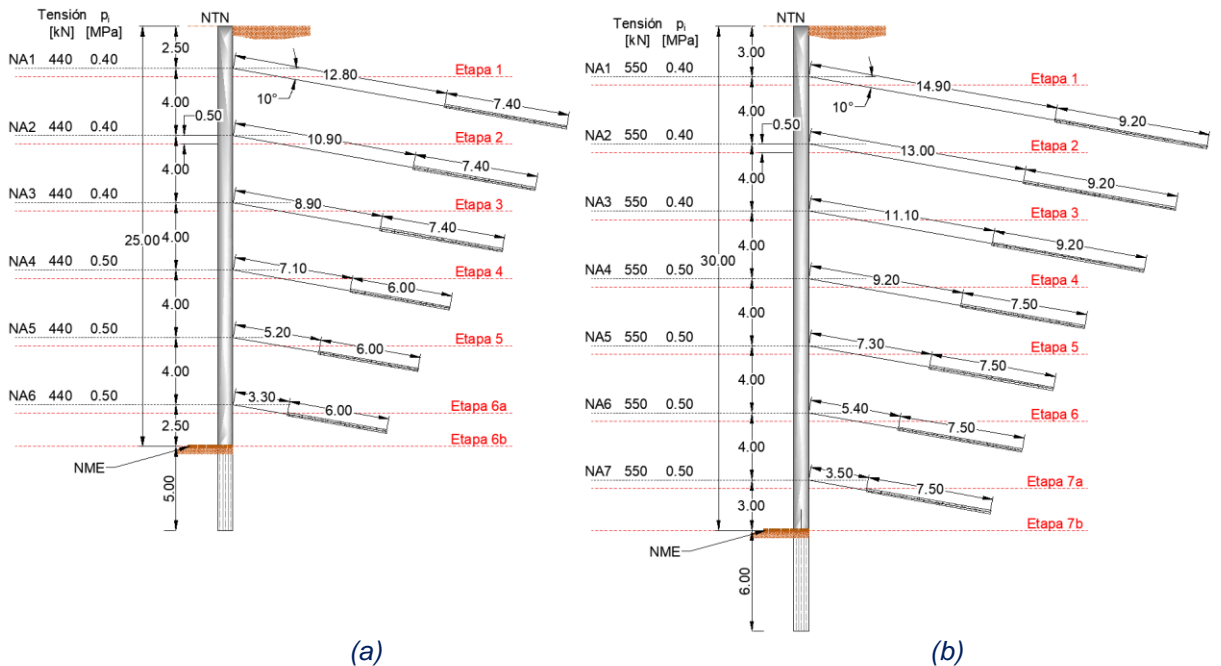 Tensión pᵢ NTN
[kN] [MPa]
2.50
NA1 440 0.40
Etapa 1
12.80
7.40
10°
4.00
0.50
NA2 440 0.40
Etapa 2
10.90
7.40
4.00
NA3 440 0.40
Etapa 3
8.90
7.40
25.00
4.00
NA4 440 0.50
Etapa 4
7.10
6.00
4.00
NA5 440 0.50
Etapa 5
5.20
6.00
4.00
NA6 440 0.50
Etapa 6a
3.30
6.00
2.50
Etapa 6b
NME
5.00
(a)
Tensión pᵢ NTN
[kN] [MPa]
3.00
NA1 550 0.40
Etapa 1
14.90
9.20
10°
4.00
0.50
NA2 550 0.40
Etapa 2
13.00
9.20
4.00
NA3 550 0.40
Etapa 3
11.10
9.20
30.00
4.00
NA4 550 0.50
Etapa 4
9.20
7.50
4.00
NA5 550 0.50
Etapa 5
7.30
7.50
4.00
NA6 550 0.50
Etapa 6
5.40
7.50
4.00
NA7 550 0.50
Etapa 7a
3.50
7.50
3.00
Etapa 7b
NME
6.00
(b)